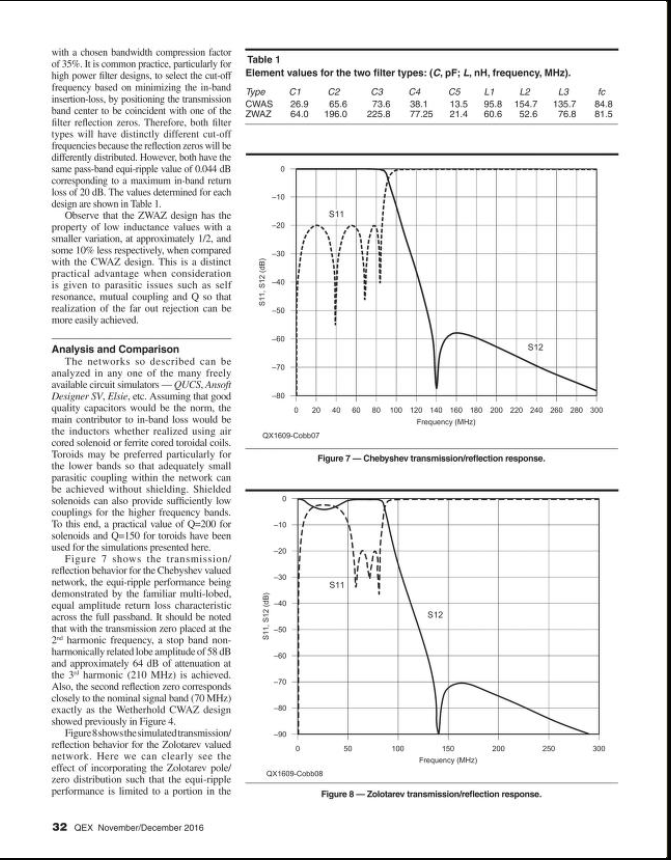 with a chosen bandwidth compression factor
of 35%. It is common practice, particularly for
high power filter designs, to select the cut-off
frequency based on minimizing the in-band
insertion-loss, by positioning the transmission
band center to be coincident with one of the
filter reflection zeros. Therefore, both filter
types will have distinctly different cut-off
frequencies because the reflection zeros will be
differently distributed. However, both have the
same pass-band equi-ripple value of 0.044 dB
corresponding to a maximum in-band return
loss of 20 dB. The values determined for each
design are shown in Table 1.
Observe that the ZWAZ design has the
property of low inductance values with a
smaller variation, at approximately 1/2, and
some 10% less respectively, when compared
with the CWAZ design. This is a distinct
practical advantage when consideration
is given to parasitic issues such as self
resonance, mutual coupling and Q so that
realization of the far out rejection can be
more easily achieved.
Analysis and Comparison
The networks so described can be
analyzed in any one of the many freely
available circuit simulators — QUCS, Ansoft
Designer SV, Elsie, etc. Assuming that good
quality capacitors would be the norm, the
main contributor to in-band loss would be
the inductors whether realized using air
cored solenoid or ferrite cored toroidal coils.
Toroids may be preferred particularly for
the lower bands so that adequately small
parasitic coupling within the network can
be achieved without shielding. Shielded
solenoids can also provide sufficiently low
couplings for the higher frequency bands.
To this end, a practical value of Q=200 for
solenoids and Q=150 for toroids have been
used for the simulations presented here.
Figure 7 shows the transmission/
reflection behavior for the Chebyshev valued
network, the equi-ripple performance being
demonstrated by the familiar multi-lobed,
equal amplitude return loss characteristic
across the full passband. It should be noted
that with the transmission zero placed at the
2nd harmonic frequency, a stop band non-
harmonically related lobe amplitude of 58 dB
and approximately 64 dB of attenuation at
the 3rd harmonic (210 MHz) is achieved.
Also, the second reflection zero corresponds
closely to the nominal signal band (70 MHz)
exactly as the Wetherhold CWAZ design
showed previously in Figure 4.
Figure 8 shows the simulated transmission/
reflection behavior for the Zolotarev valued
network. Here we can clearly see the
effect of incorporating the Zolotarev pole/
zero distribution such that the equi-ripple
performance is limited to a portion in the
Table 1
Element values for the two filter types: (C, pF; L, nH, frequency, MHz).
Type C1 C2 C3 C4 C5 L1 L2 L3 fc
CWAS 26.9 65.6 73.6 38.1 13.5 95.8 154.7 135.7 84.8
ZWAZ 64.0 196.0 225.8 77.25 21.4 60.6 52.6 76.8 81.5
S11, S12 (dB)
0
−10
−20
−30
−40
−50
−60
−70
−80
S11
S12
0 20 40 60 80 100 120 140 160 180 200 220 240 260 280 300
Frequency (MHz)
QX1609-Cobb07
Figure 7 — Chebyshev transmission/reflection response.
S11, S12 (dB)
0
−10
−20
−30
−40
−50
−60
−70
−80
−90
S11
S12
0 50 100 150 200 250 300
Frequency (MHz)
QX1609-Cobb08
Figure 8 — Zolotarev transmission/reflection response.
32 QEX November/December 2016